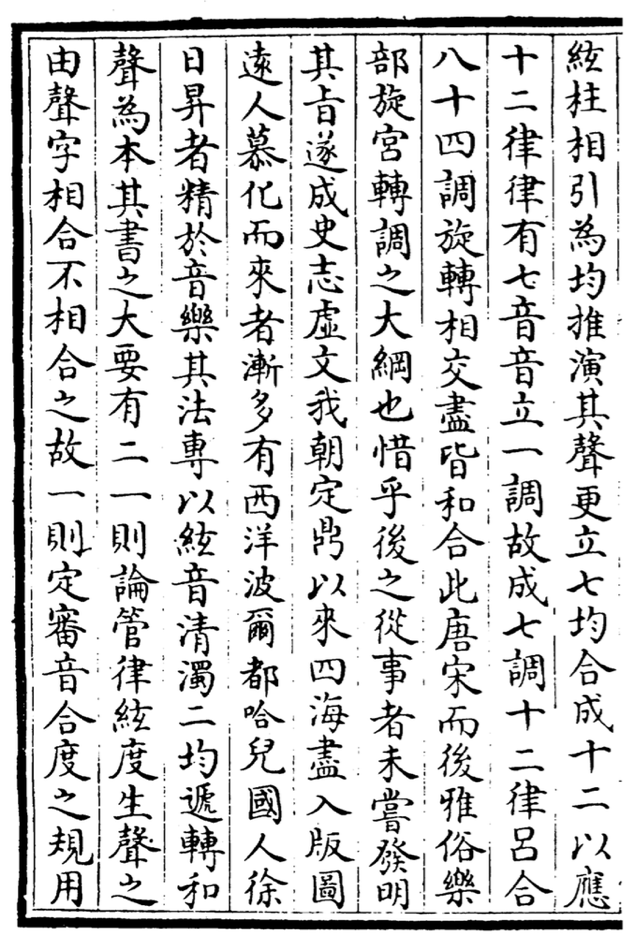 絃柱相引為均推演其聲更立七均合成十二以應
十二律律有七音音立一調故成七調十二律呂合
八十四調旋轉相交盡皆和合此唐宋而後雅俗樂
部旋宮轉調之大綱也惜乎後之從事者未嘗發明
其旨遂成史志虛文我朝定鼎以來四海盡入版圖
逺人慕化而來者漸多有西洋波爾都哈兒國人徐
日昇者精於音樂其法專以絃音清濁二均遞轉和
聲為本其書之大要有二一則論管律絃度生聲之
由聲字相合不相合之故一則定審音合度之規用